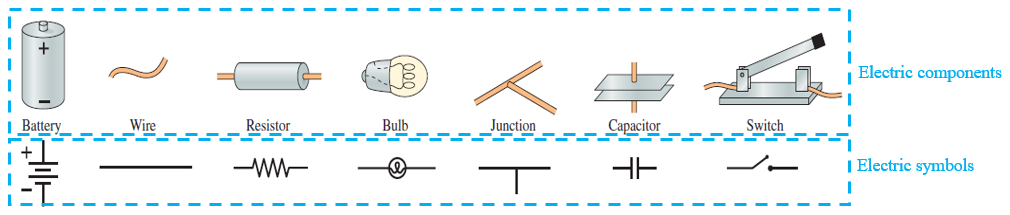 +
Battery Wire Resistor Bulb Junction Capacitor Switch
Electric components
+
Electric symbols
-